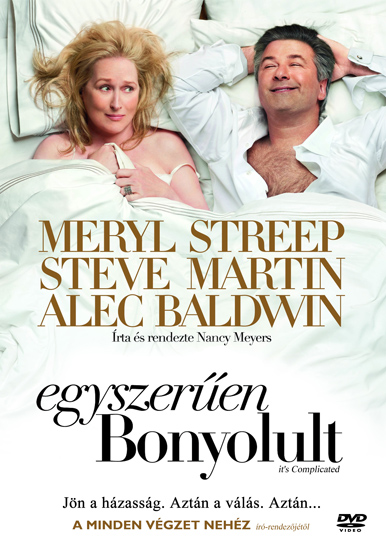 MERYL STREEP
STEVE MARTIN
ALEC BALDWIN
Írta és rendezte Nancy Meyers
egyszerűen
Bonyolult
it's Complicated
Jön a házasság. Aztán a válás. Aztán...
A MINDEN VÉGZET NEHÉZ író-rendezőjétől
DVD
VIDEO